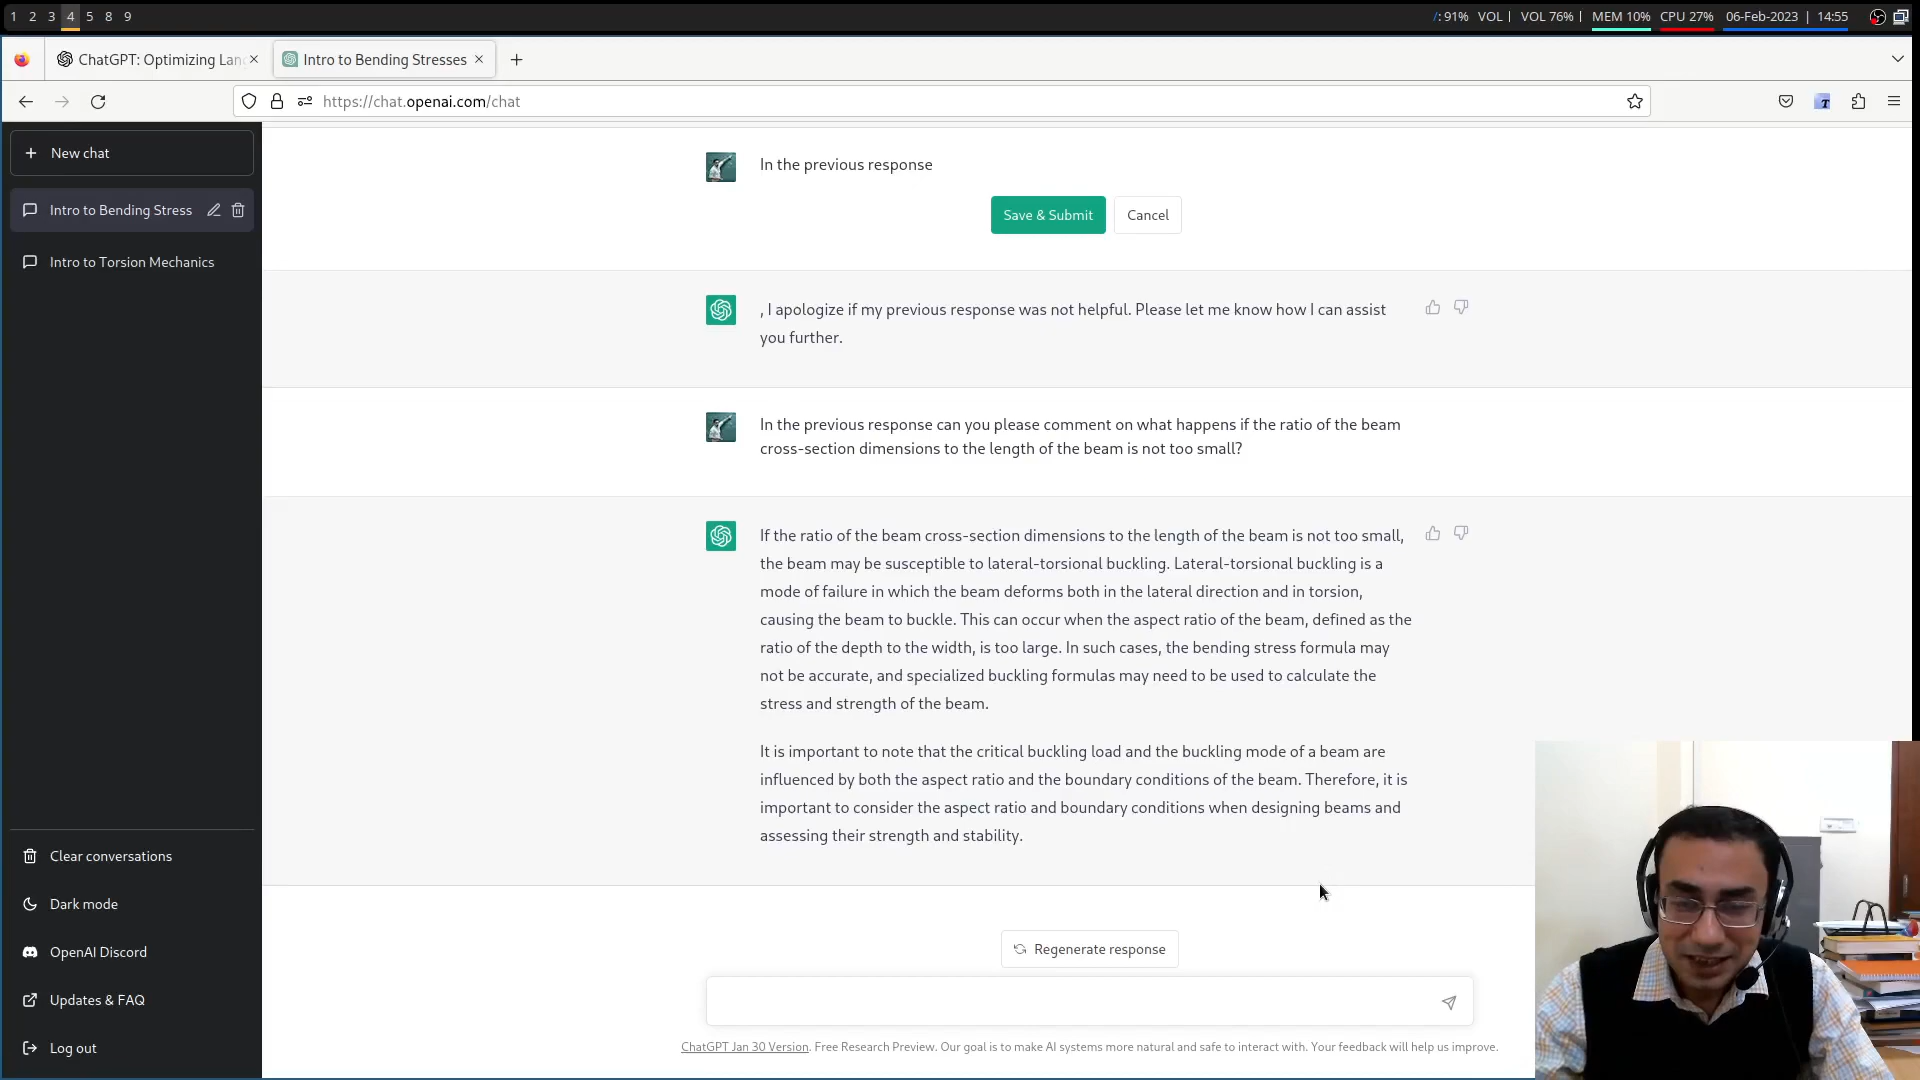 1 2 3 4 5 8 9
/: 91% VOL | VOL 76% | MEM 10% CPU 27% 06-Feb-2023 | 14:55
ChatGPT: Optimizing Lan
Intro to Bending Stresses
https://chat.openai.com/chat
New chat
Intro to Bending Stress
Intro to Torsion Mechanics
Clear conversations
Dark mode
OpenAI Discord
Updates & FAQ
Log out
In the previous response
Save & Submit
Cancel
, I apologize if my previous response was not helpful. Please let me know how I can assist
you further.
In the previous response can you please comment on what happens if the ratio of the beam
cross-section dimensions to the length of the beam is not too small?
If the ratio of the beam cross-section dimensions to the length of the beam is not too small,
the beam may be susceptible to lateral-torsional buckling. Lateral-torsional buckling is a
mode of failure in which the beam deforms both in the lateral direction and in torsion,
causing the beam to buckle. This can occur when the aspect ratio of the beam, defined as the
ratio of the depth to the width, is too large. In such cases, the bending stress formula may
not be accurate, and specialized buckling formulas may need to be used to calculate the
stress and strength of the beam.
It is important to note that the critical buckling load and the buckling mode of a beam are
influenced by both the aspect ratio and the boundary conditions of the beam. Therefore, it is
important to consider the aspect ratio and boundary conditions when designing beams and
assessing their strength and stability.
Regenerate response
ChatGPT Jan 30 Version. Free Research Preview. Our goal is to make AI systems more natural and safe to interact with. Your feedback will help us improve.